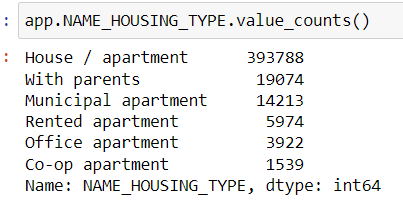 : app.NAME_HOUSING_TYPE.value_counts()
: House / apartment 393788
With parents 19074
Municipal apartment 14213
Rented apartment 5974
Office apartment 3922
Co-op apartment 1539
Name: NAME_HOUSING_TYPE, dtype: int64